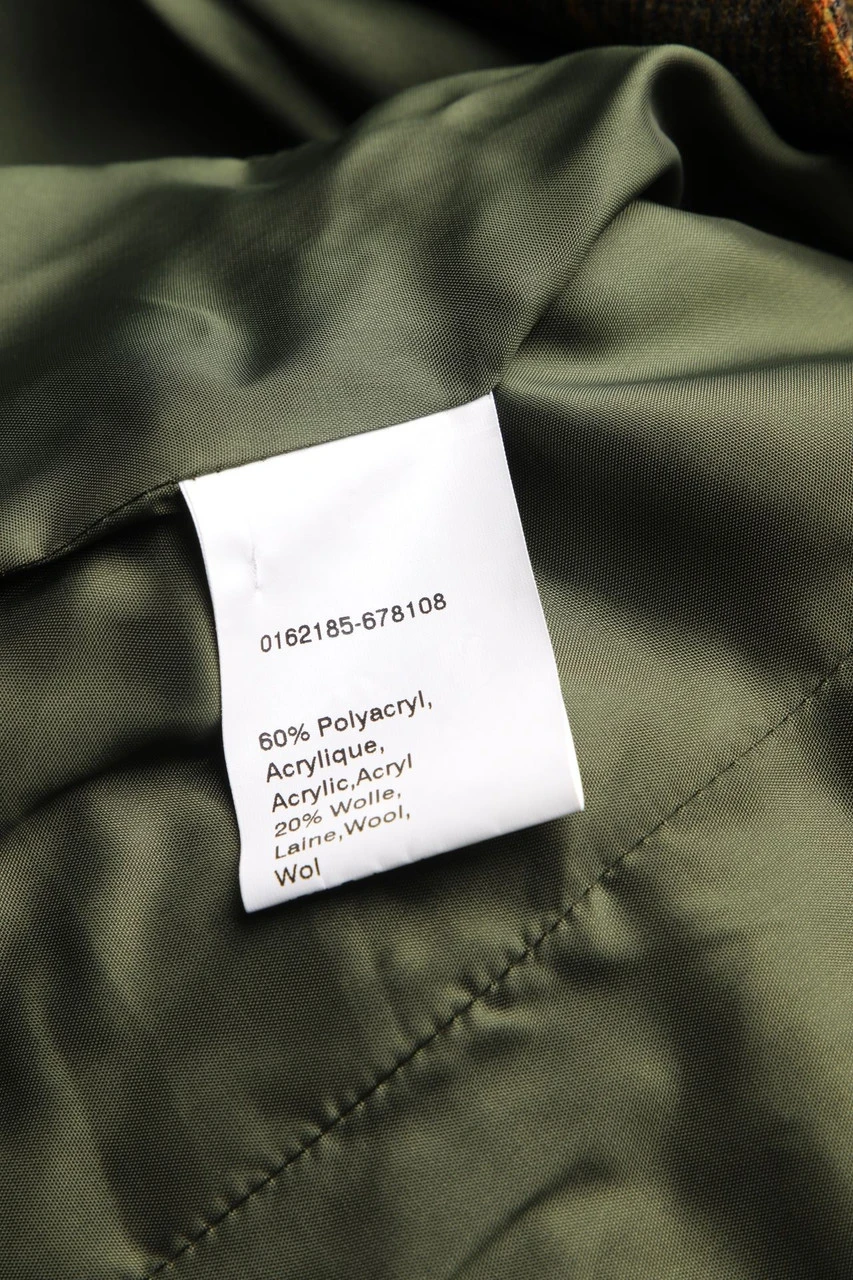 0162185-678108
60% Polyacryl,
Acrylique,
Acrylic,Acryl
20% Wolle,
Laine,Wool,
Wol